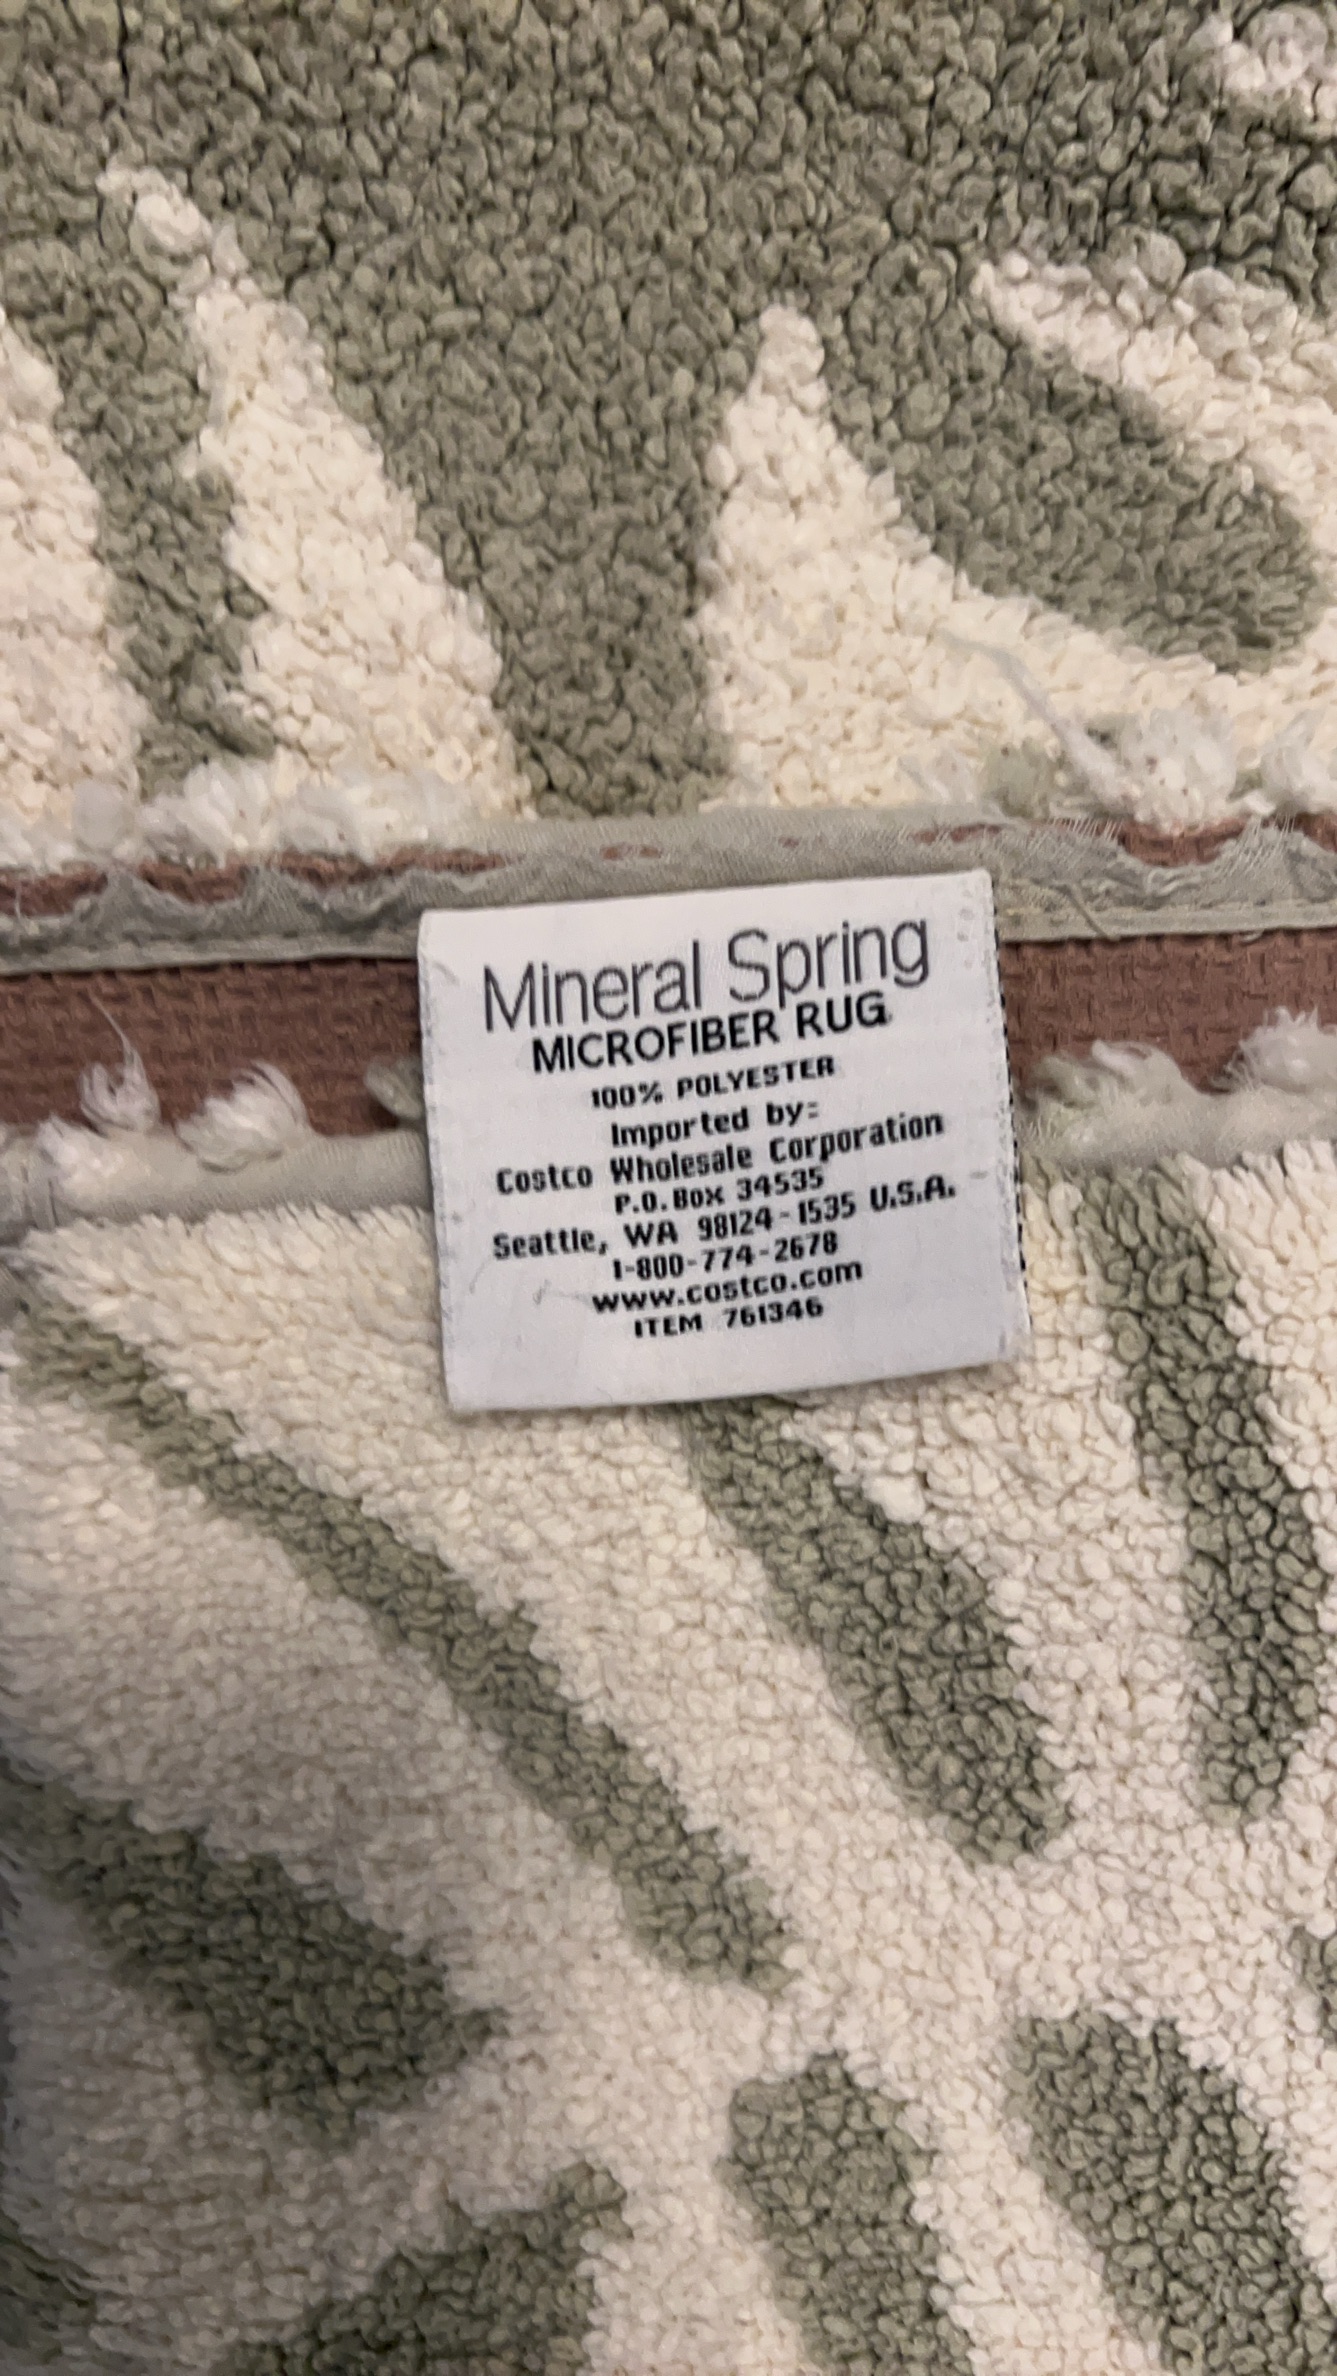 Mineral Spring
MICROFIBER RUG
100% POLYESTER
Imported by:
Costco Wholesale Corporation
P.O. Box 34535
Seattle, WA 98124-1535 U.S.A.
1-800-774-2678
www.costco.com
ITEM 761346